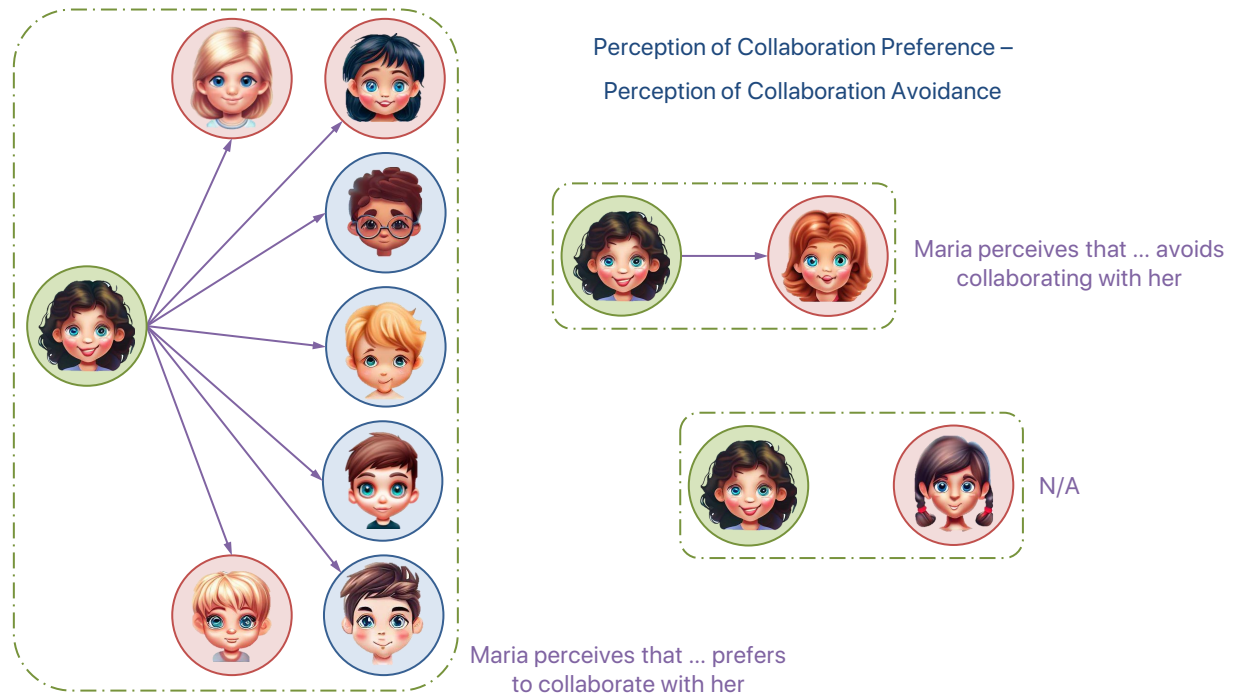 Perception of Collaboration Preference –
Perception of Collaboration Avoidance
Maria perceives that ... avoids
collaborating with her
N/A
Maria perceives that ... prefers
to collaborate with her